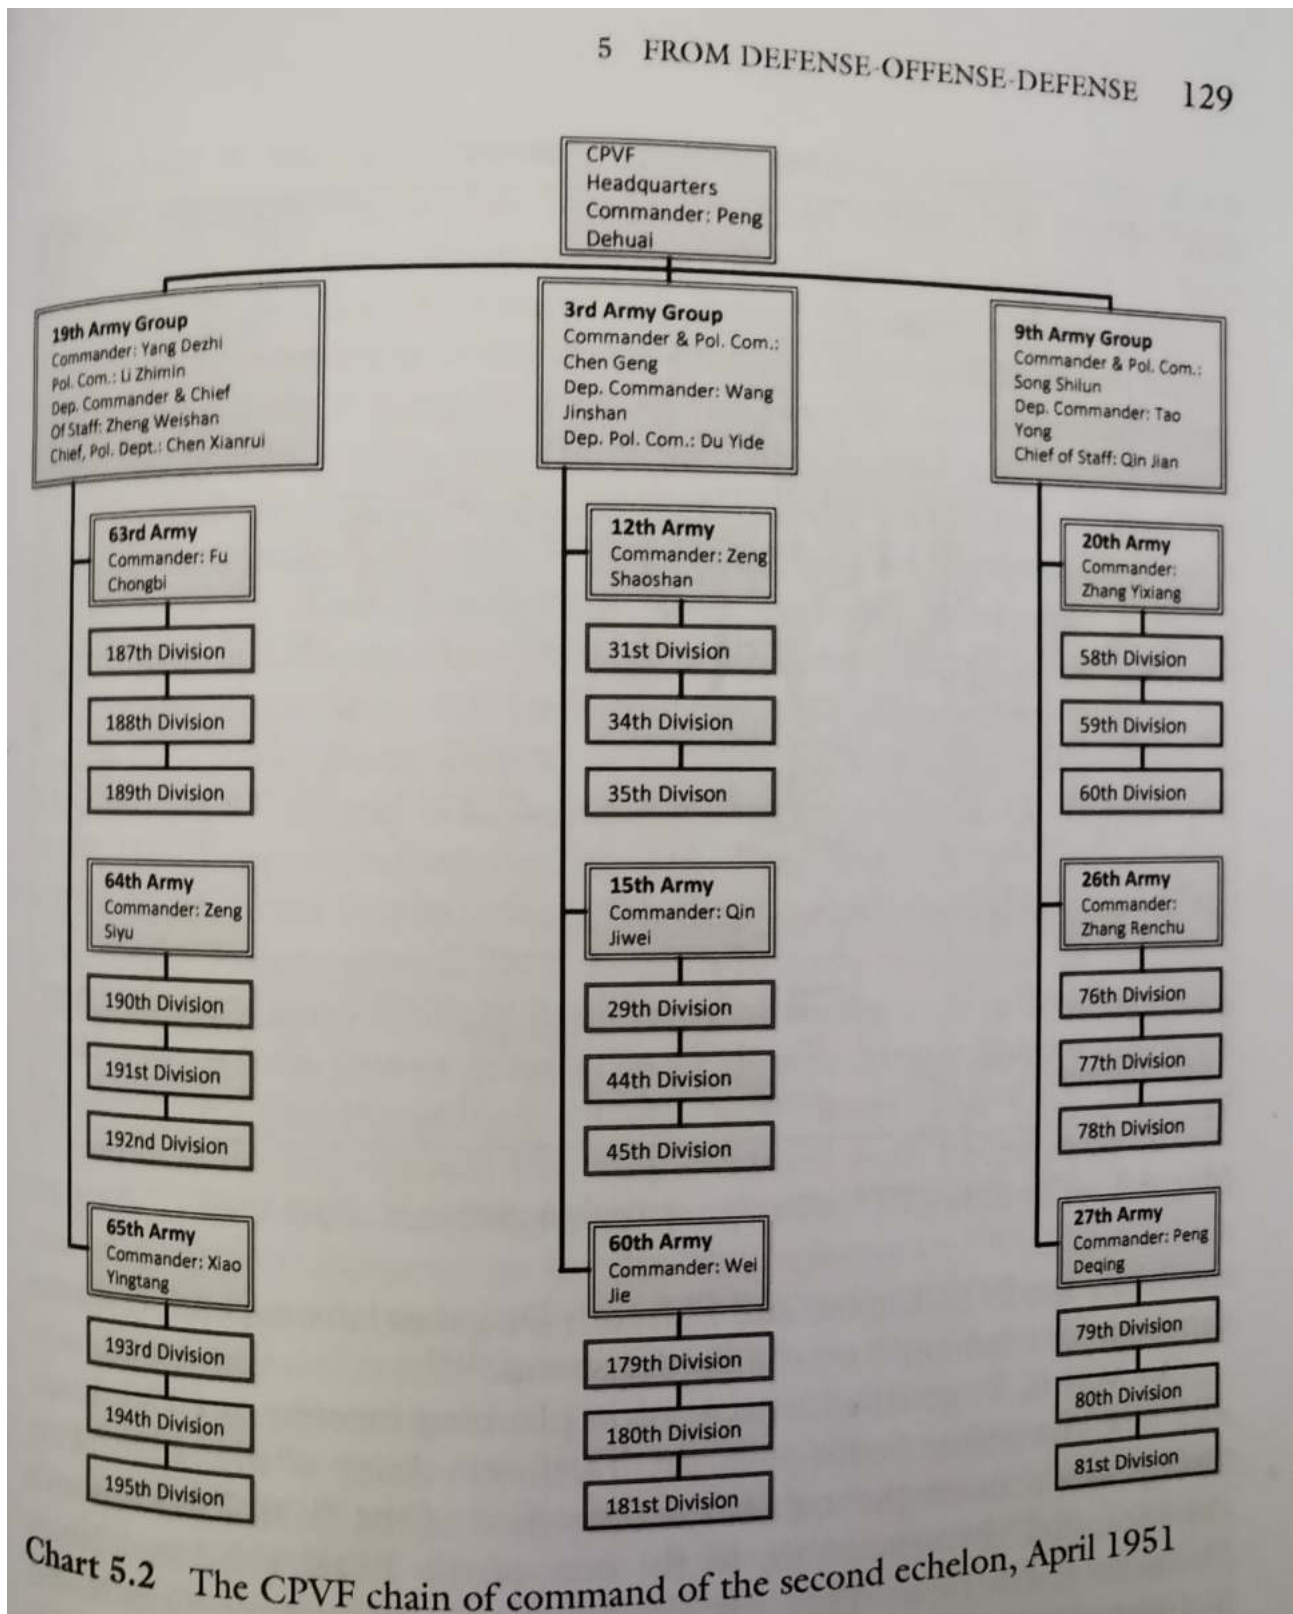 5 FROM DEFENSE-OFFENSE-DEFENSE 129
CPVF
Headquarters
Commander: Peng
Dehuai
19th Army Group
Commander: Yang Dezhi
Pol. Com.: Li Zhimin
Dep. Commander & Chief
Of Staff: Zheng Weishan
Chief, Pol. Dept.: Chen Xianrui
63rd Army
Commander: Fu
Chongbi
187th Division
188th Division
189th Division
64th Army
Commander: Zeng
Siyu
190th Division
191st Division
192nd Division
65th Army
Commander: Xiao
Yingtang
193rd Division
194th Division
195th Division
3rd Army Group
Commander & Pol. Com.:
Chen Geng
Dep. Commander: Wang
Jinshan
Dep. Pol. Com.: Du Yide
12th Army
Commander: Zeng
Shaoshan
31st Division
34th Division
35th Divison
15th Army
Commander: Qin
Jiwei
29th Division
44th Division
45th Division
60th Army
Commander: Wei
Jie
179th Division
180th Division
181st Division
9th Army Group
Commander & Pol. Com.:
Song Shilun
Dep. Commander: Tao
Yong
Chief of Staff: Qin Jian
20th Army
Commander:
Zhang Yixiang
58th Division
59th Division
60th Division
26th Army
Commander:
Zhang Renchu
76th Division
77th Division
78th Division
27th Army
Commander: Peng
Deqing
79th Division
80th Division
81st Division
Chart 5.2 The CPVF chain of command of the second echelon, April 1951